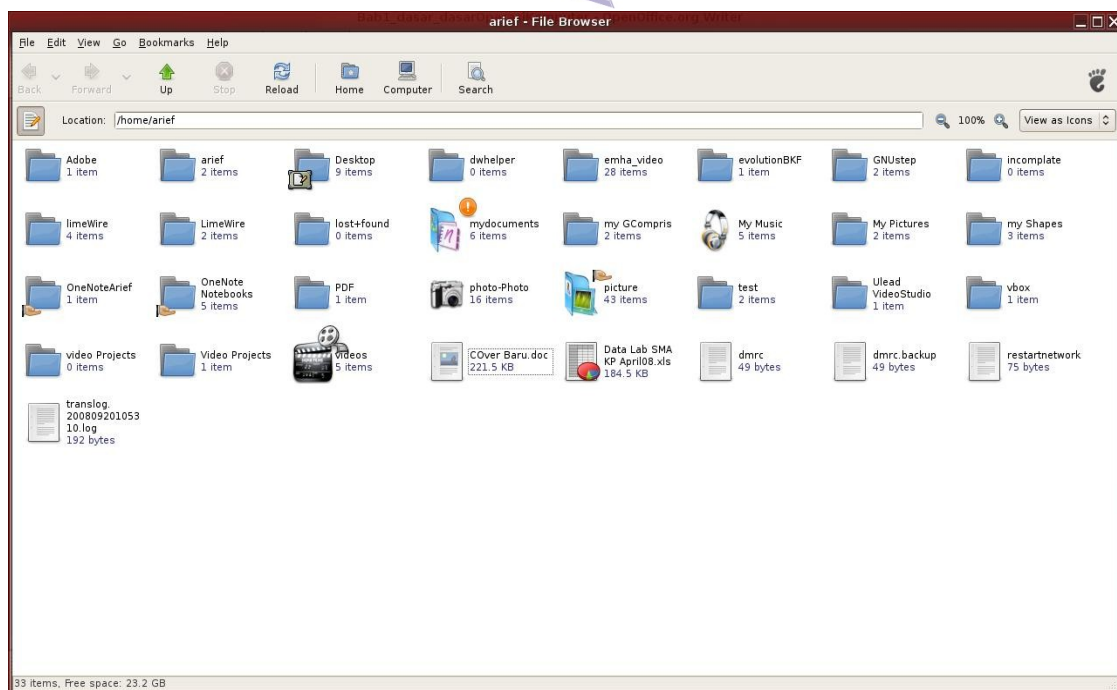 arief - File Browser
File Edit View Go Bookmarks Help
Back Forward Up Stop Reload Home Computer Search
Location: /home/arief 100% View as Icons
Adobe
1 item
arief
2 items
Desktop
9 items
dwhelper
0 items
emha_video
28 items
evolutionBKF
1 item
GNUstep
2 items
incomplate
0 items
limeWire
4 items
LimeWire
2 items
lost+found
0 items
mydocuments
6 items
my GCompris
2 items
My Music
5 items
My Pictures
2 items
my Shapes
3 items
OneNoteArief
1 item
OneNote
Notebooks
5 items
PDF
1 item
photo-Photo
16 items
picture
43 items
test
2 items
Ulead
VideoStudio
1 item
vbox
1 item
video Projects
0 items
Video Projects
1 item
videos
5 items
COver Baru.doc
221.5 KB
Data Lab SMA
KP April08.xls
184.5 KB
dmrc
49 bytes
dmrc.backup
49 bytes
restartnetwork
75 bytes
translog.
200809201053
10.log
192 bytes
33 items, Free space: 23.2 GB